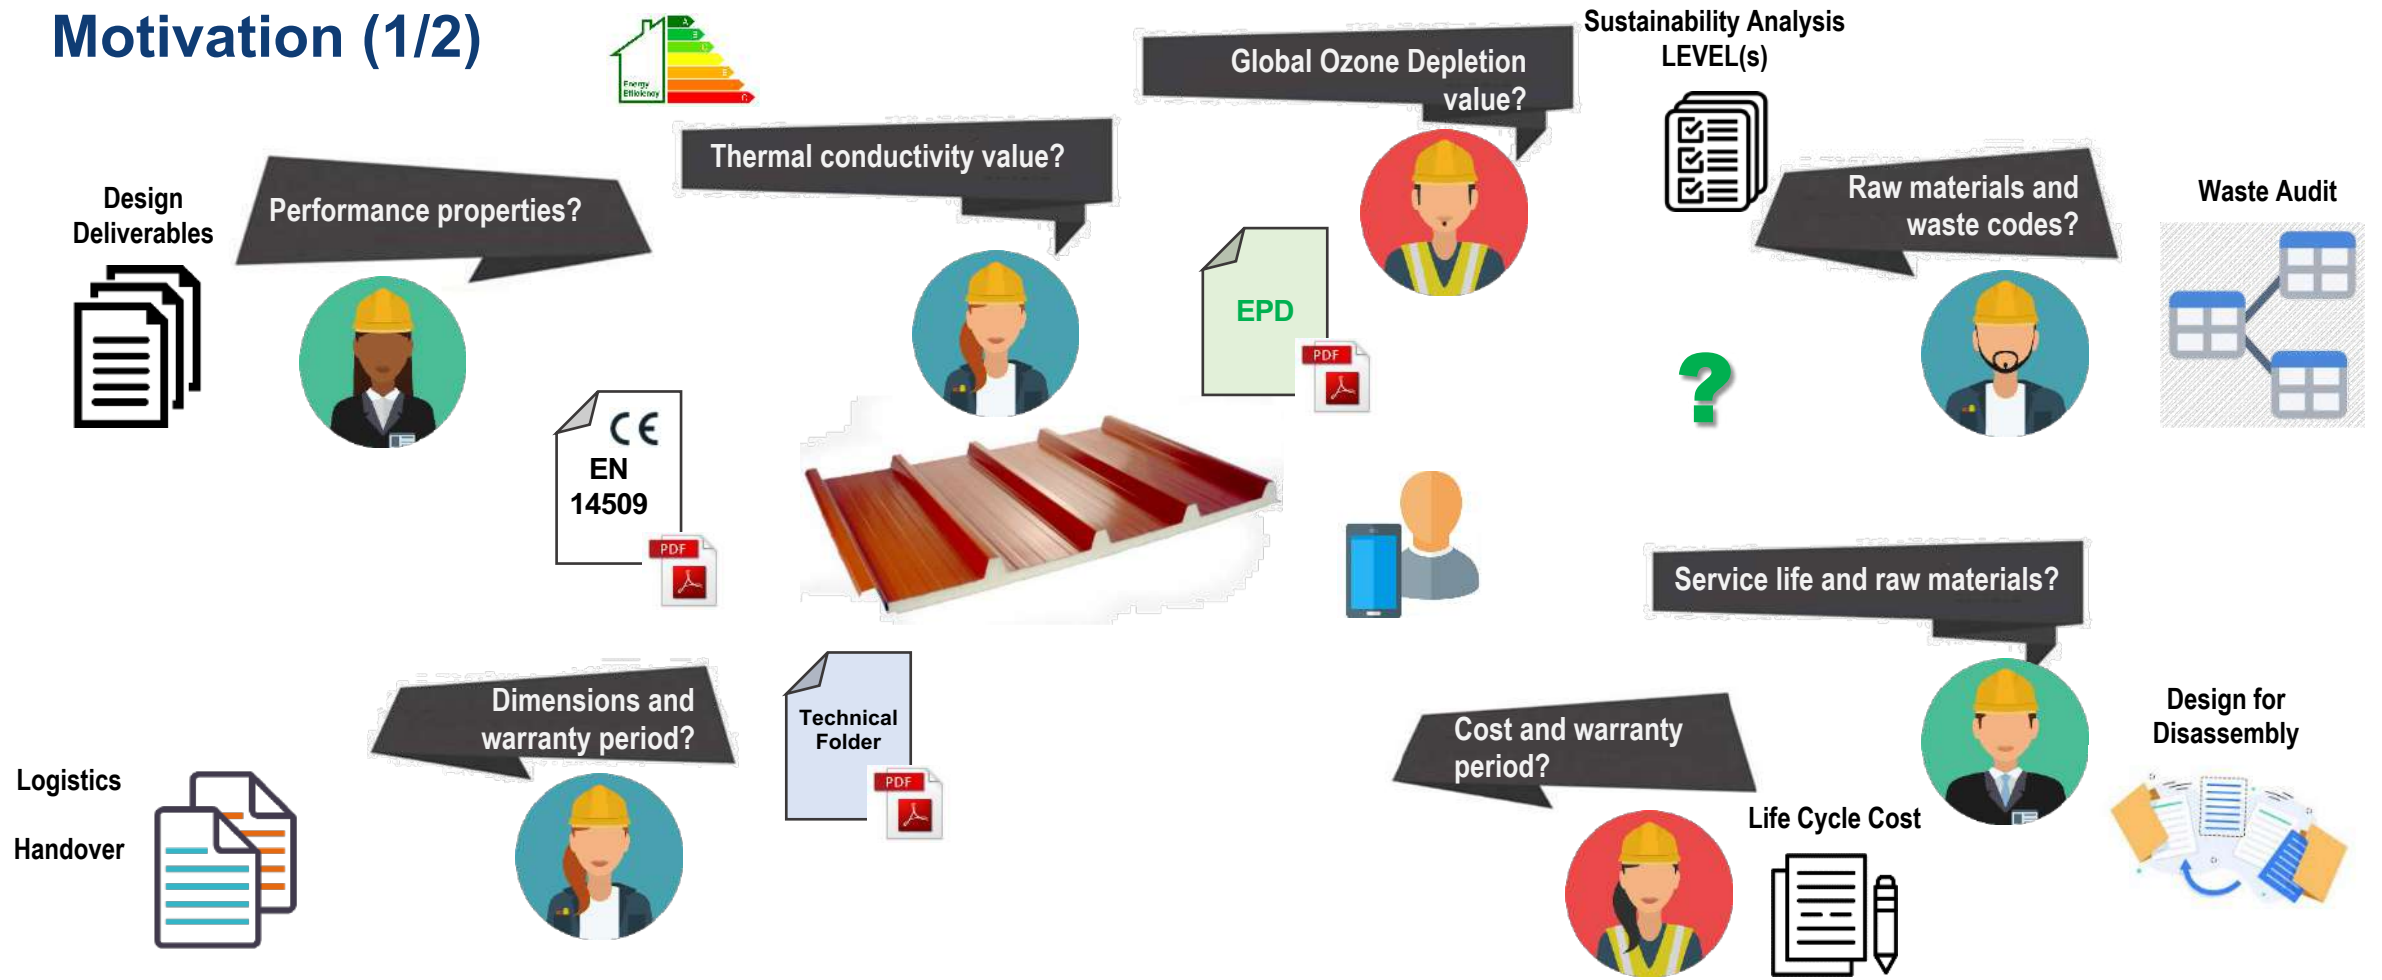 Motivation (1/2)
Energy
Efficiency
A
B
Global Ozone Depletion
value?
Sustainability Analysis
LEVEL(s)
Thermal conductivity value?
Design
Deliverables
Performance properties?
Raw materials and
waste codes?
Waste Audit
EPD
PDF
CE
EN
14509
PDF
Service life and raw materials?
Dimensions and
warranty period?
Technical
Folder
PDF
Cost and warranty
period?
Design for
Disassembly
Logistics
Handover
Life Cycle Cost